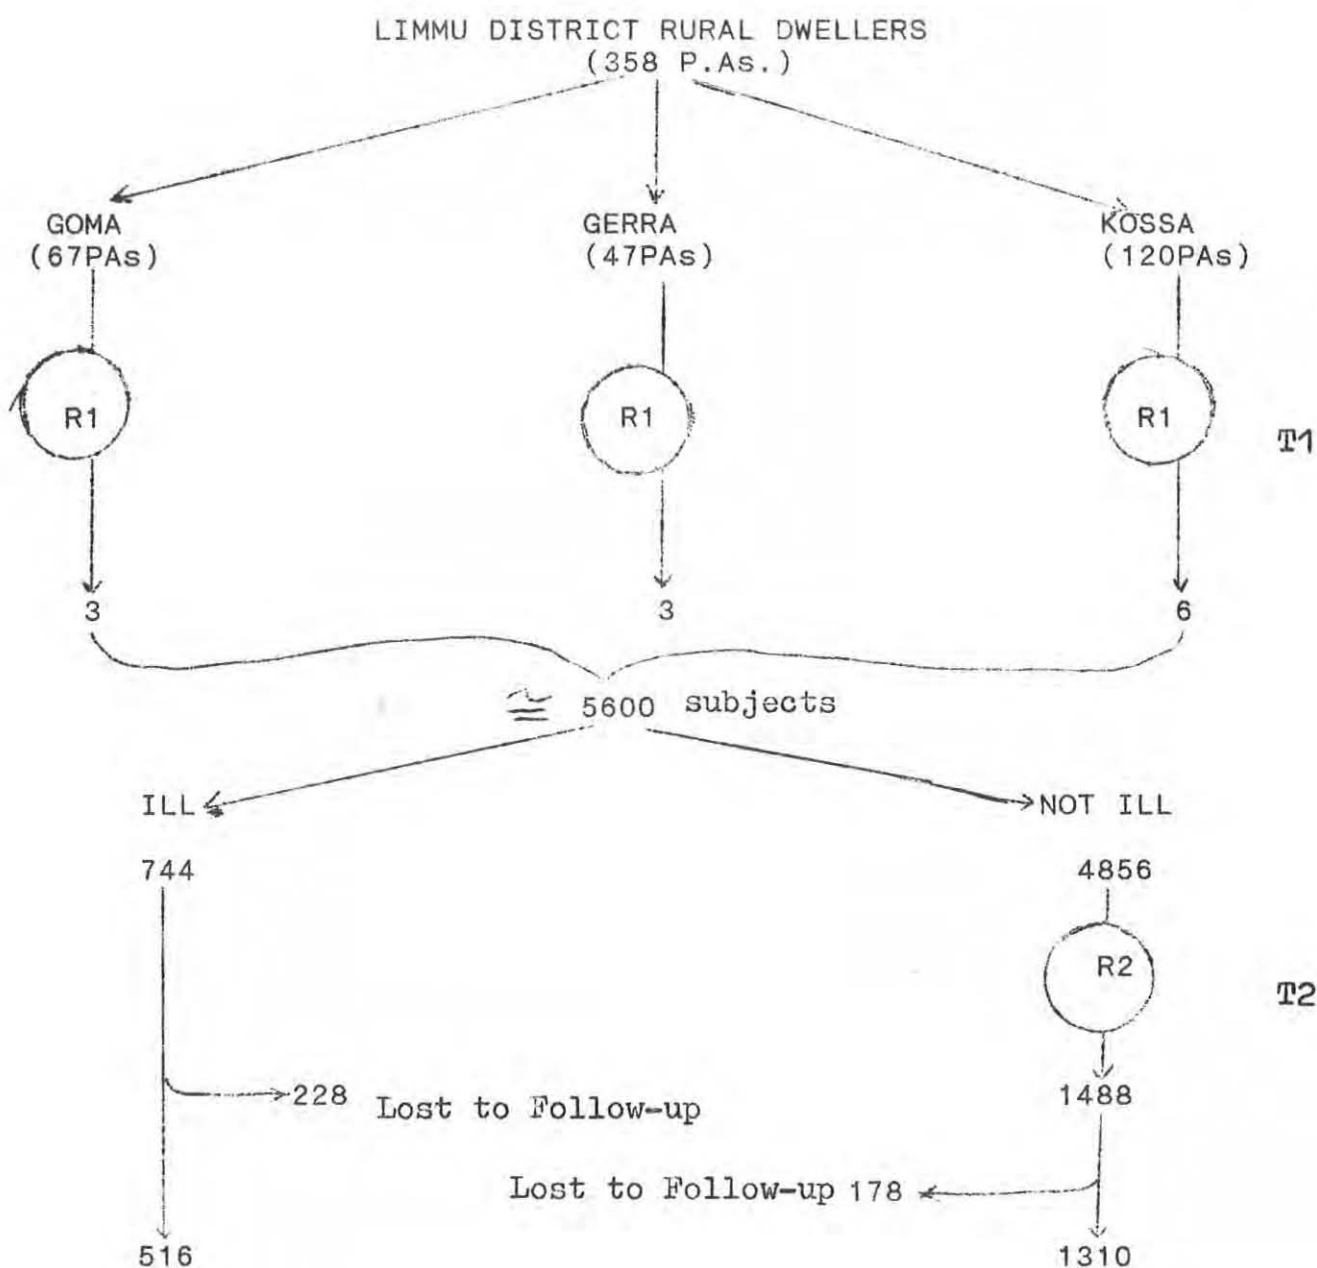 LIMMU DISTRICT RURAL DWELLERS
(358 P.As.)
GOMA GERRA KOSSA
(67PAs) (47PAs) (120PAs)
R1 R1 R1
T1
3 3 6
≅ 5600 subjects
ILL NOT ILL
744 4856
R2
T2
228 Lost to Follow-up 1488
Lost to Follow-up 178
516 1310